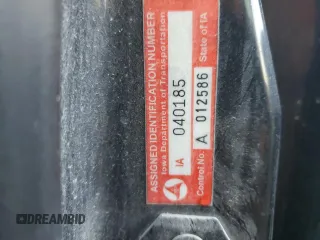 ASSIGNED IDENTIFICATION NUMBER
Iowa Department of Transportation
IA 040185
Control No. A 012586 State of IA
DREAMBID